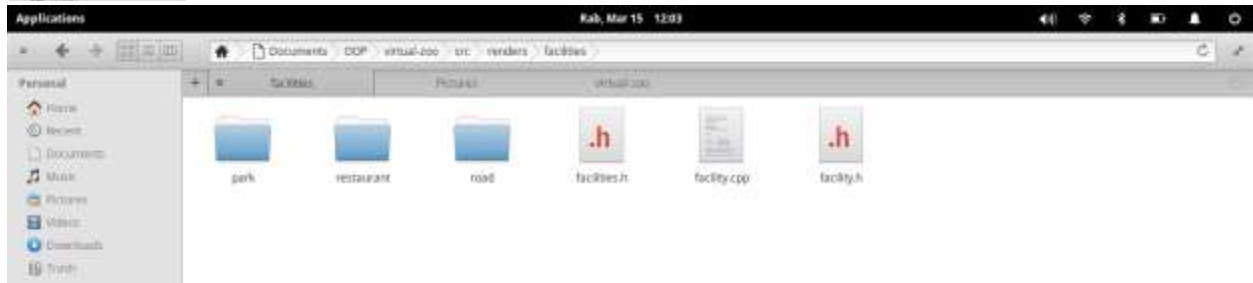 Applications Rab, Mar 15 12:03
Documents OOP virtual-zoo src renders facilities
Personal facilities Pictures virtual-zoo
Home
Recent
Documents
Music
Pictures
Videos
Downloads
Trash
.h .h
park restaurant road facilities.h facility.cpp facility.h